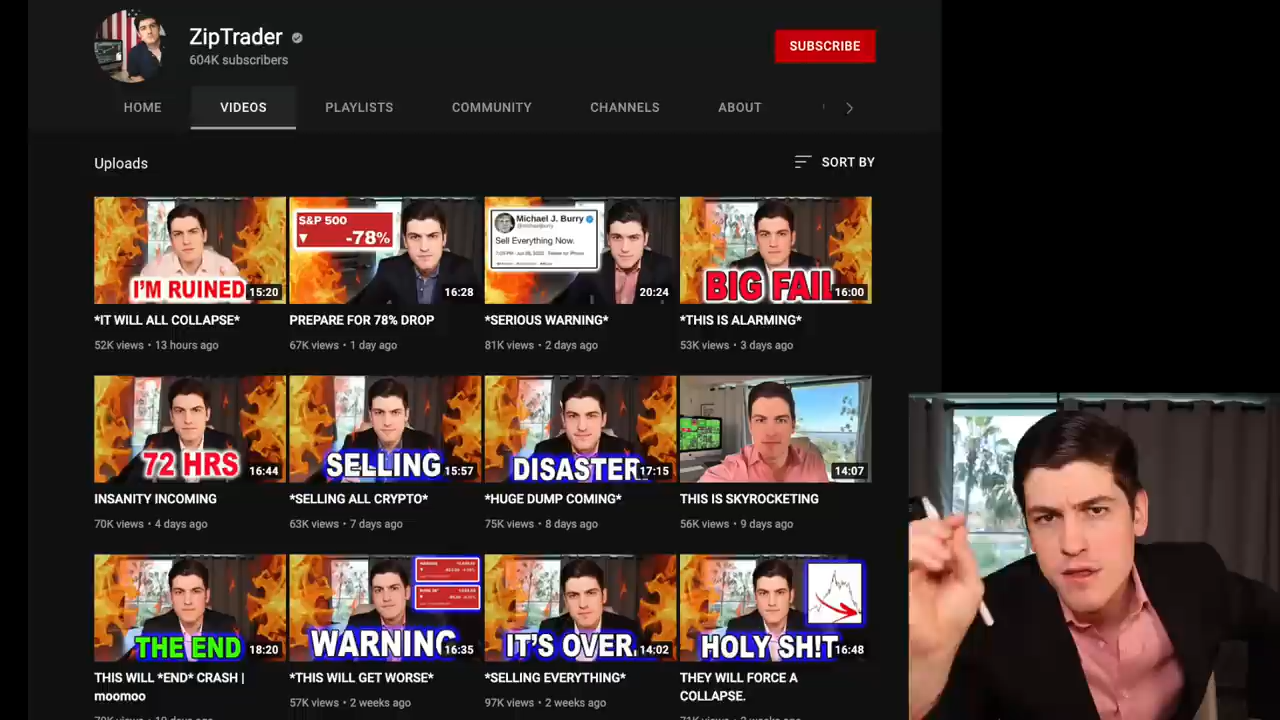 ZipTrader
604K subscribers
SUBSCRIBE
HOME
VIDEOS
PLAYLISTS
COMMUNITY
CHANNELS
ABOUT
Uploads
SORT BY
I'M RUINED
15:20
S&P 500
-78%
16:28
Michael J. Burry
Sell Everything Now.
20:24
BIG FAIL
16:00
*IT WILL ALL COLLAPSE*
PREPARE FOR 78% DROP
*SERIOUS WARNING*
*THIS IS ALARMING*
52K views • 13 hours ago
67K views • 1 day ago
81K views • 2 days ago
53K views • 3 days ago
72 HRS
16:44
SELLING
15:57
DISASTER
17:15
14:07
INSANITY INCOMING
*SELLING ALL CRYPTO*
*HUGE DUMP COMING*
THIS IS SKYROCKETING
70K views • 4 days ago
63K views • 7 days ago
75K views • 8 days ago
56K views • 9 days ago
THE END
18:20
WARNING
16:35
IT'S OVER.
14:02
HOLY SH!T
16:48
THIS WILL *END* CRASH |
moomoo
*THIS WILL GET WORSE*
*SELLING EVERYTHING*
THEY WILL FORCE A
COLLAPSE.
57K views • 2 weeks ago
97K views • 2 weeks ago